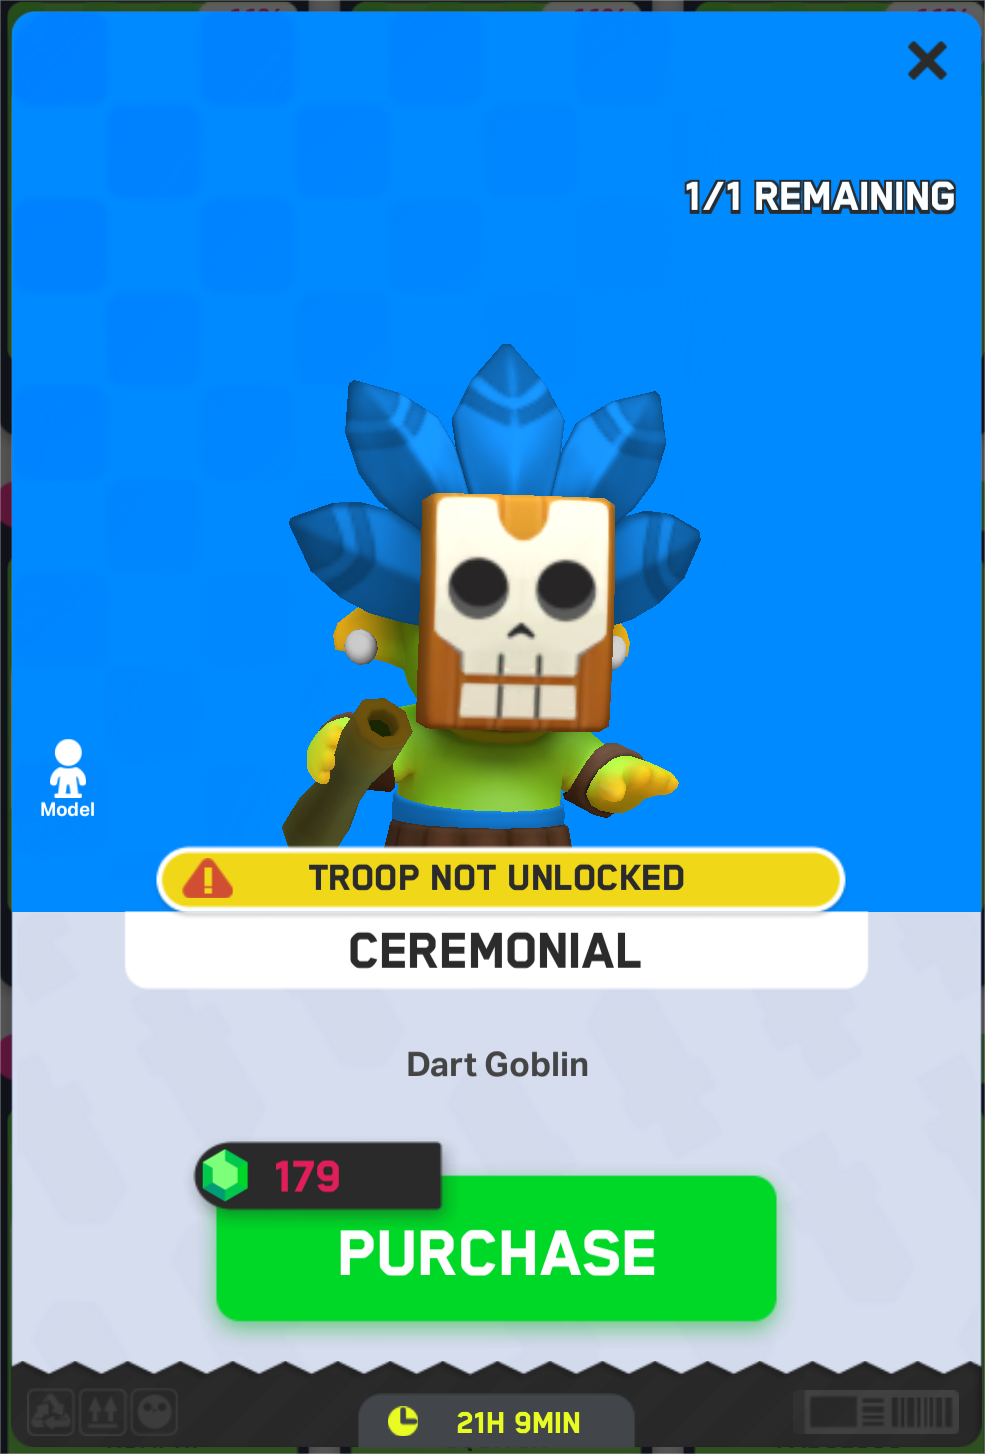 1/1 REMAINING
Model
TROOP NOT UNLOCKED
CEREMONIAL
Dart Goblin
179
PURCHASE
21H 9MIN